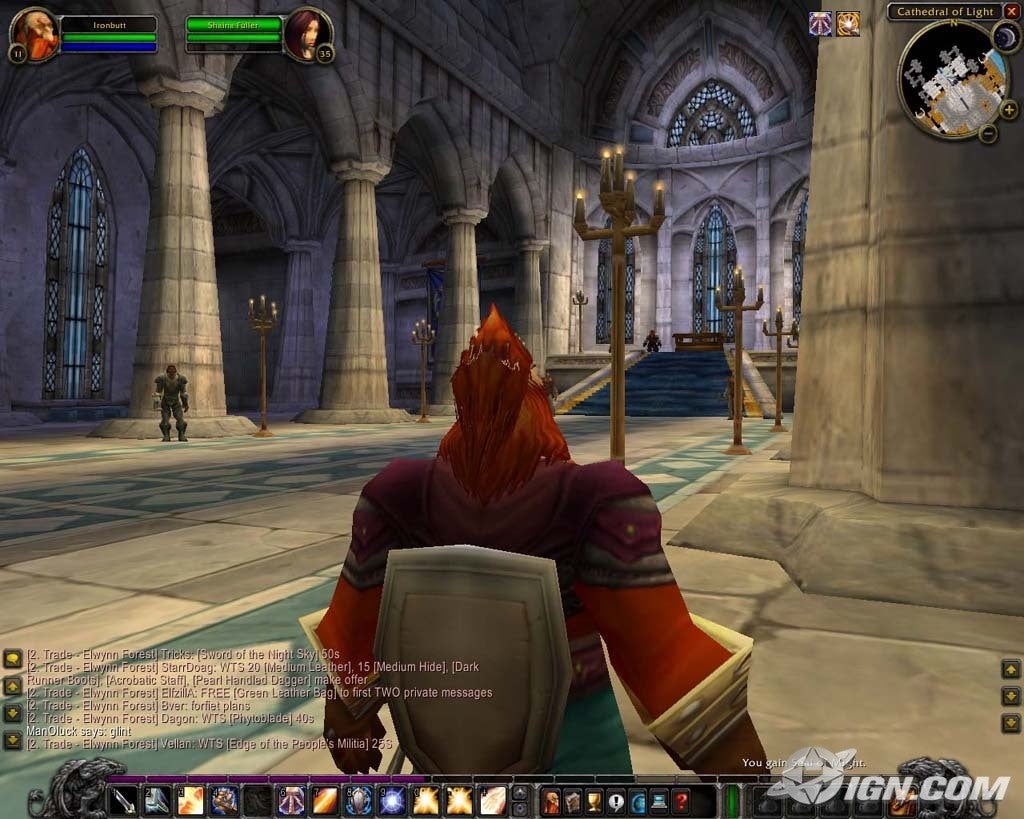 Ironbutt
Shaina Fuller
Cathedral of Light
N
11
35
[2. Trade - Elwynn Forest] Tricks: [Sword of the Night Sky] 50s
[2. Trade - Elwynn Forest] StarrDoag: WTS 20 [Medium Leather], 15 [Medium Hide], [Dark
Runner Boots], [Acrobatic Staff], [Pearl Handled Dagger] make offer
[2. Trade - Elwynn Forest] ElfzillA: FREE [Green Leather Bag] to first TWO private messages
[2. Trade - Elwynn Forest] Bver: forfiet plans
[2. Trade - Elwynn Forest] Dagon: WTS [Phytoblade] 40s
ManOluck says: glint
[2. Trade - Elwynn Forest] Vellan: WTS [Edge of the People's Militia] 25S
You gain Seal of Might.
IGN.COM